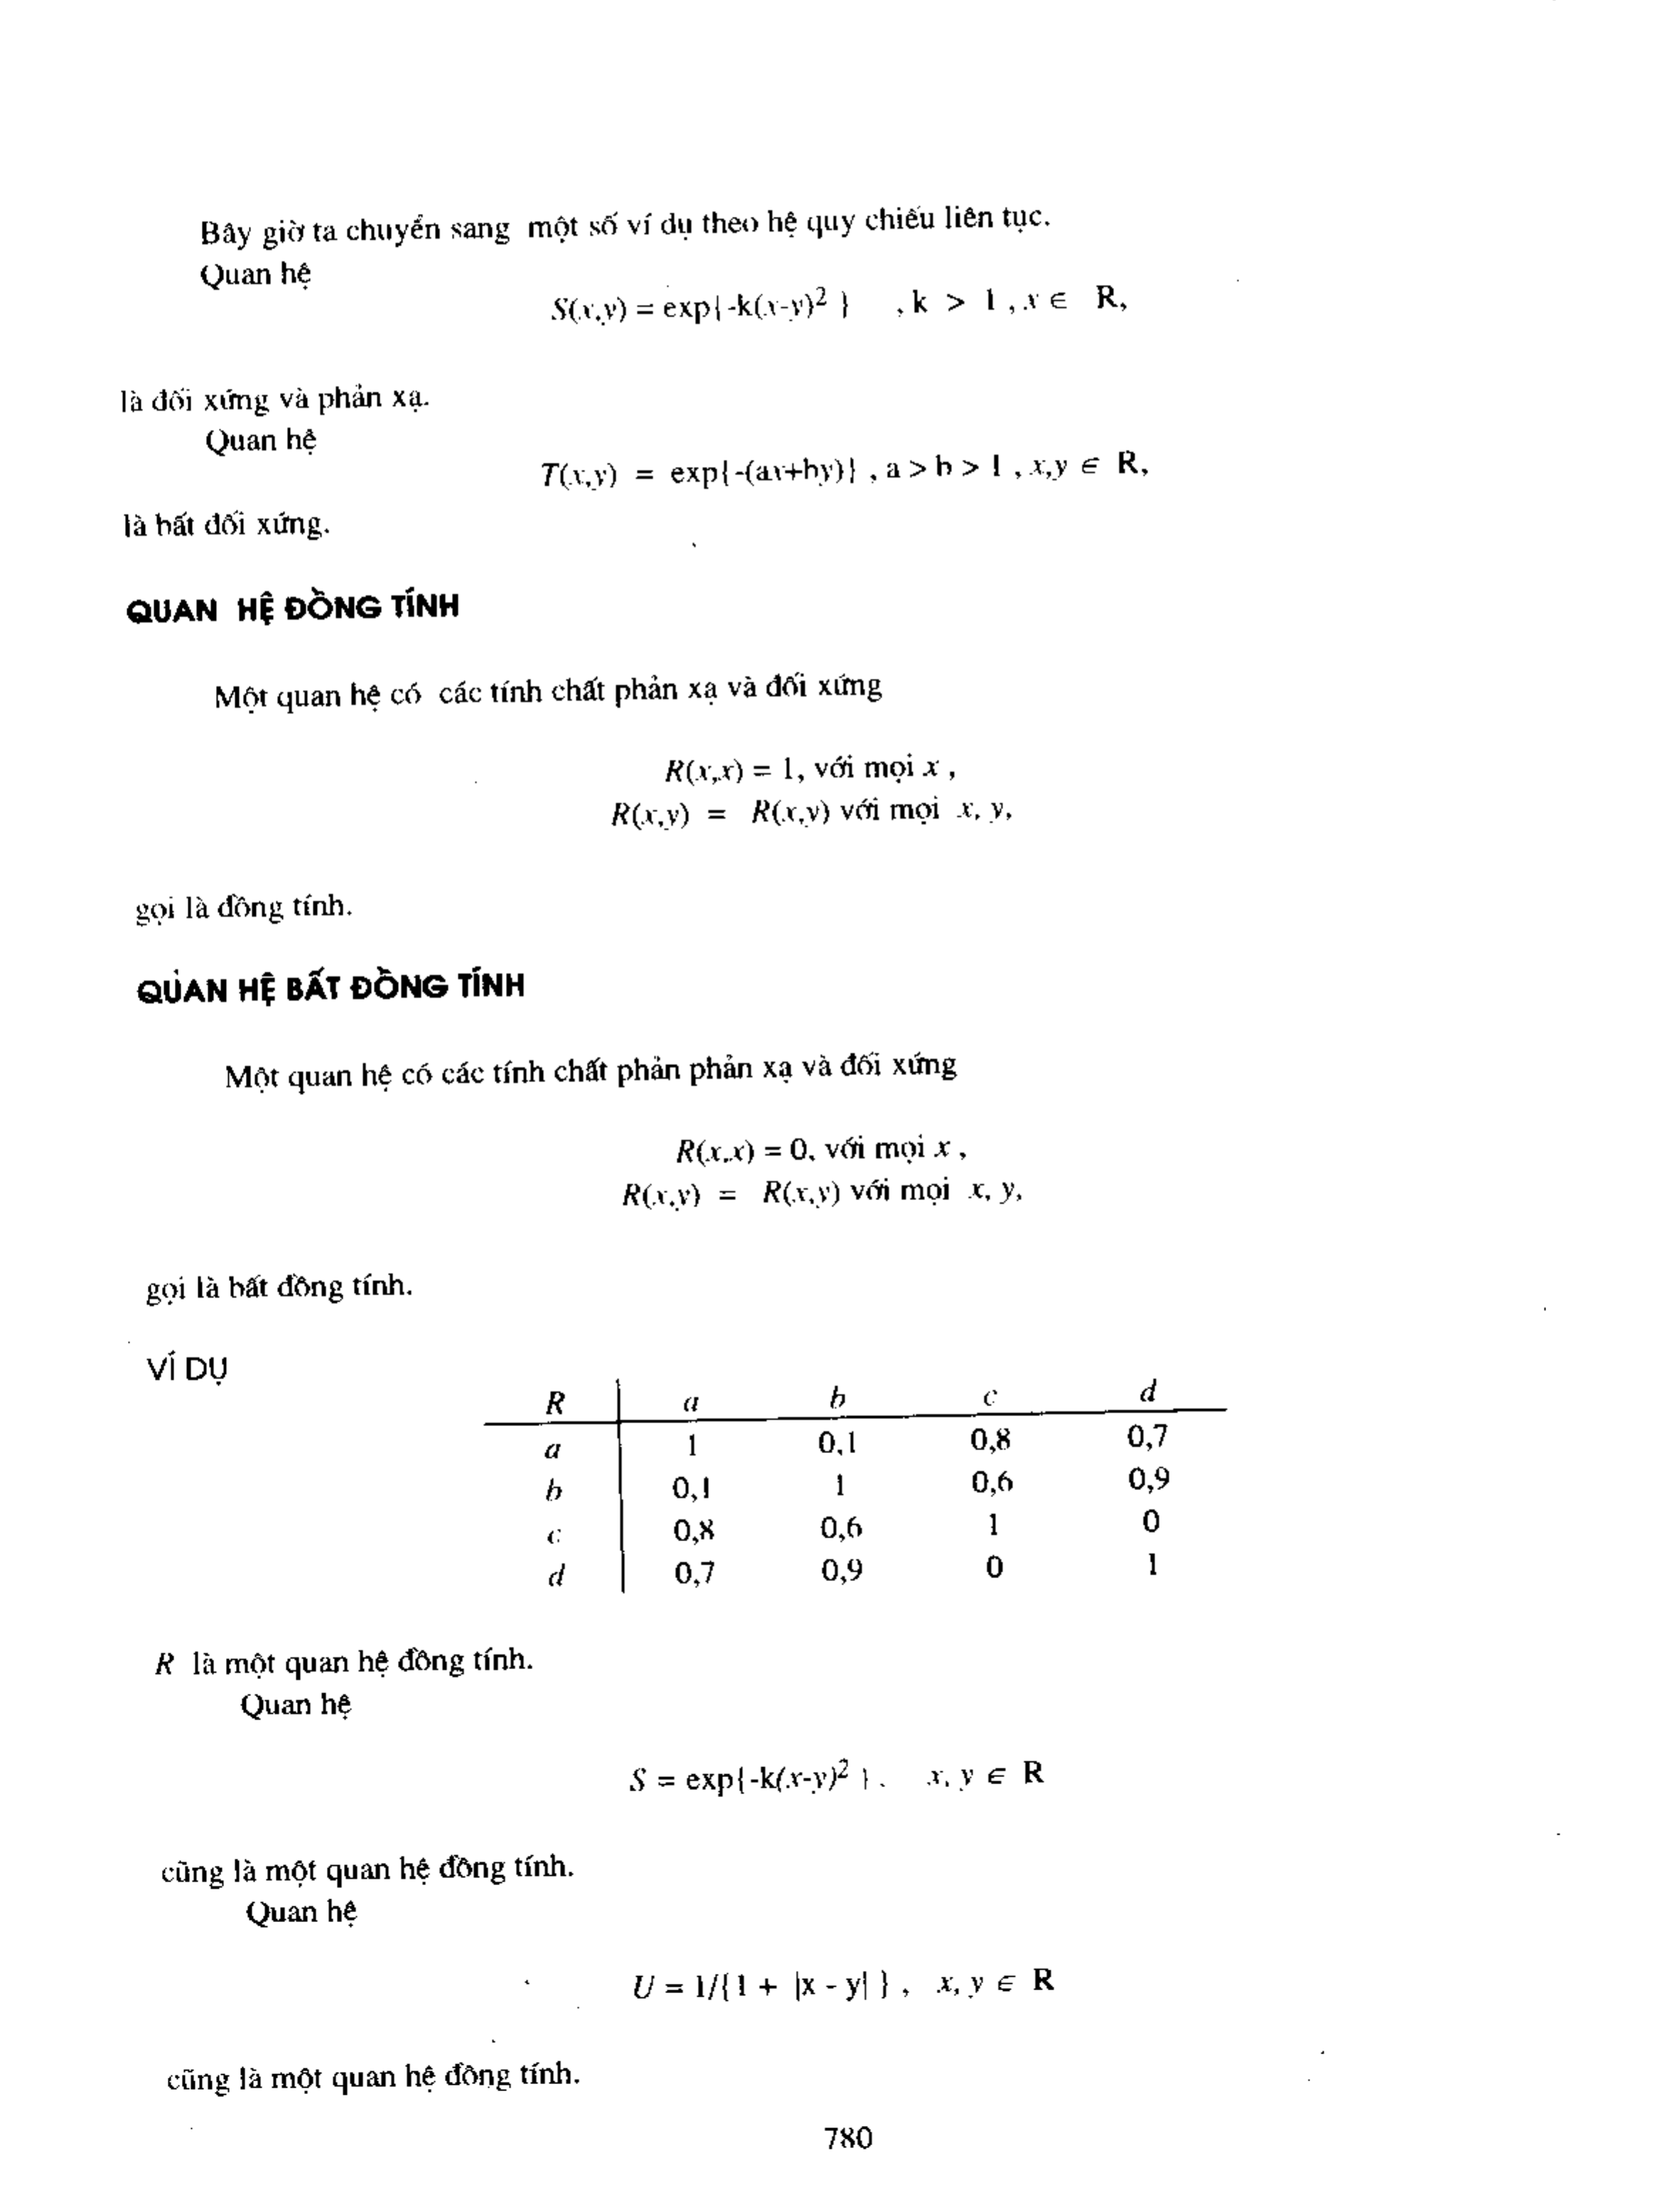 Bây giờ ta chuyển sang một số ví dụ theo hệ quy chiếu liên tục.
Quan hệ
S(x,y) = exp{-k(x-y)² } , k > 1 , x ∈ R,
là đối xứng và phản xạ.
Quan hệ
T(x,y) = exp{-(ax+by)} , a > b > 1 , x,y ∈ R,
là bất đối xứng.
QUAN HỆ ĐỒNG TÍNH
Một quan hệ có các tính chất phản xạ và đối xứng
R(x,x) = 1, với mọi x ,
R(x,y) = R(x,y) với mọi x, y,
gọi là đồng tính.
QUAN HỆ BẤT ĐỒNG TÍNH
Một quan hệ có các tính chất phản phản xạ và đối xứng
R(x,x) = 0, với mọi x ,
R(x,y) = R(x,y) với mọi x, y,
gọi là bất đồng tính.
VÍ DỤ
R a b c d
a 1 0,1 0,8 0,7
b 0,1 1 0,6 0,9
c 0,8 0,6 1 0
d 0,7 0,9 0 1
R là một quan hệ đồng tính.
Quan hệ
S = exp{-k(x-y)² } . x, y ∈ R
cũng là một quan hệ đồng tính.
Quan hệ
U = 1/{1 + |x - y| } , x, y ∈ R
cũng là một quan hệ đồng tính.
780